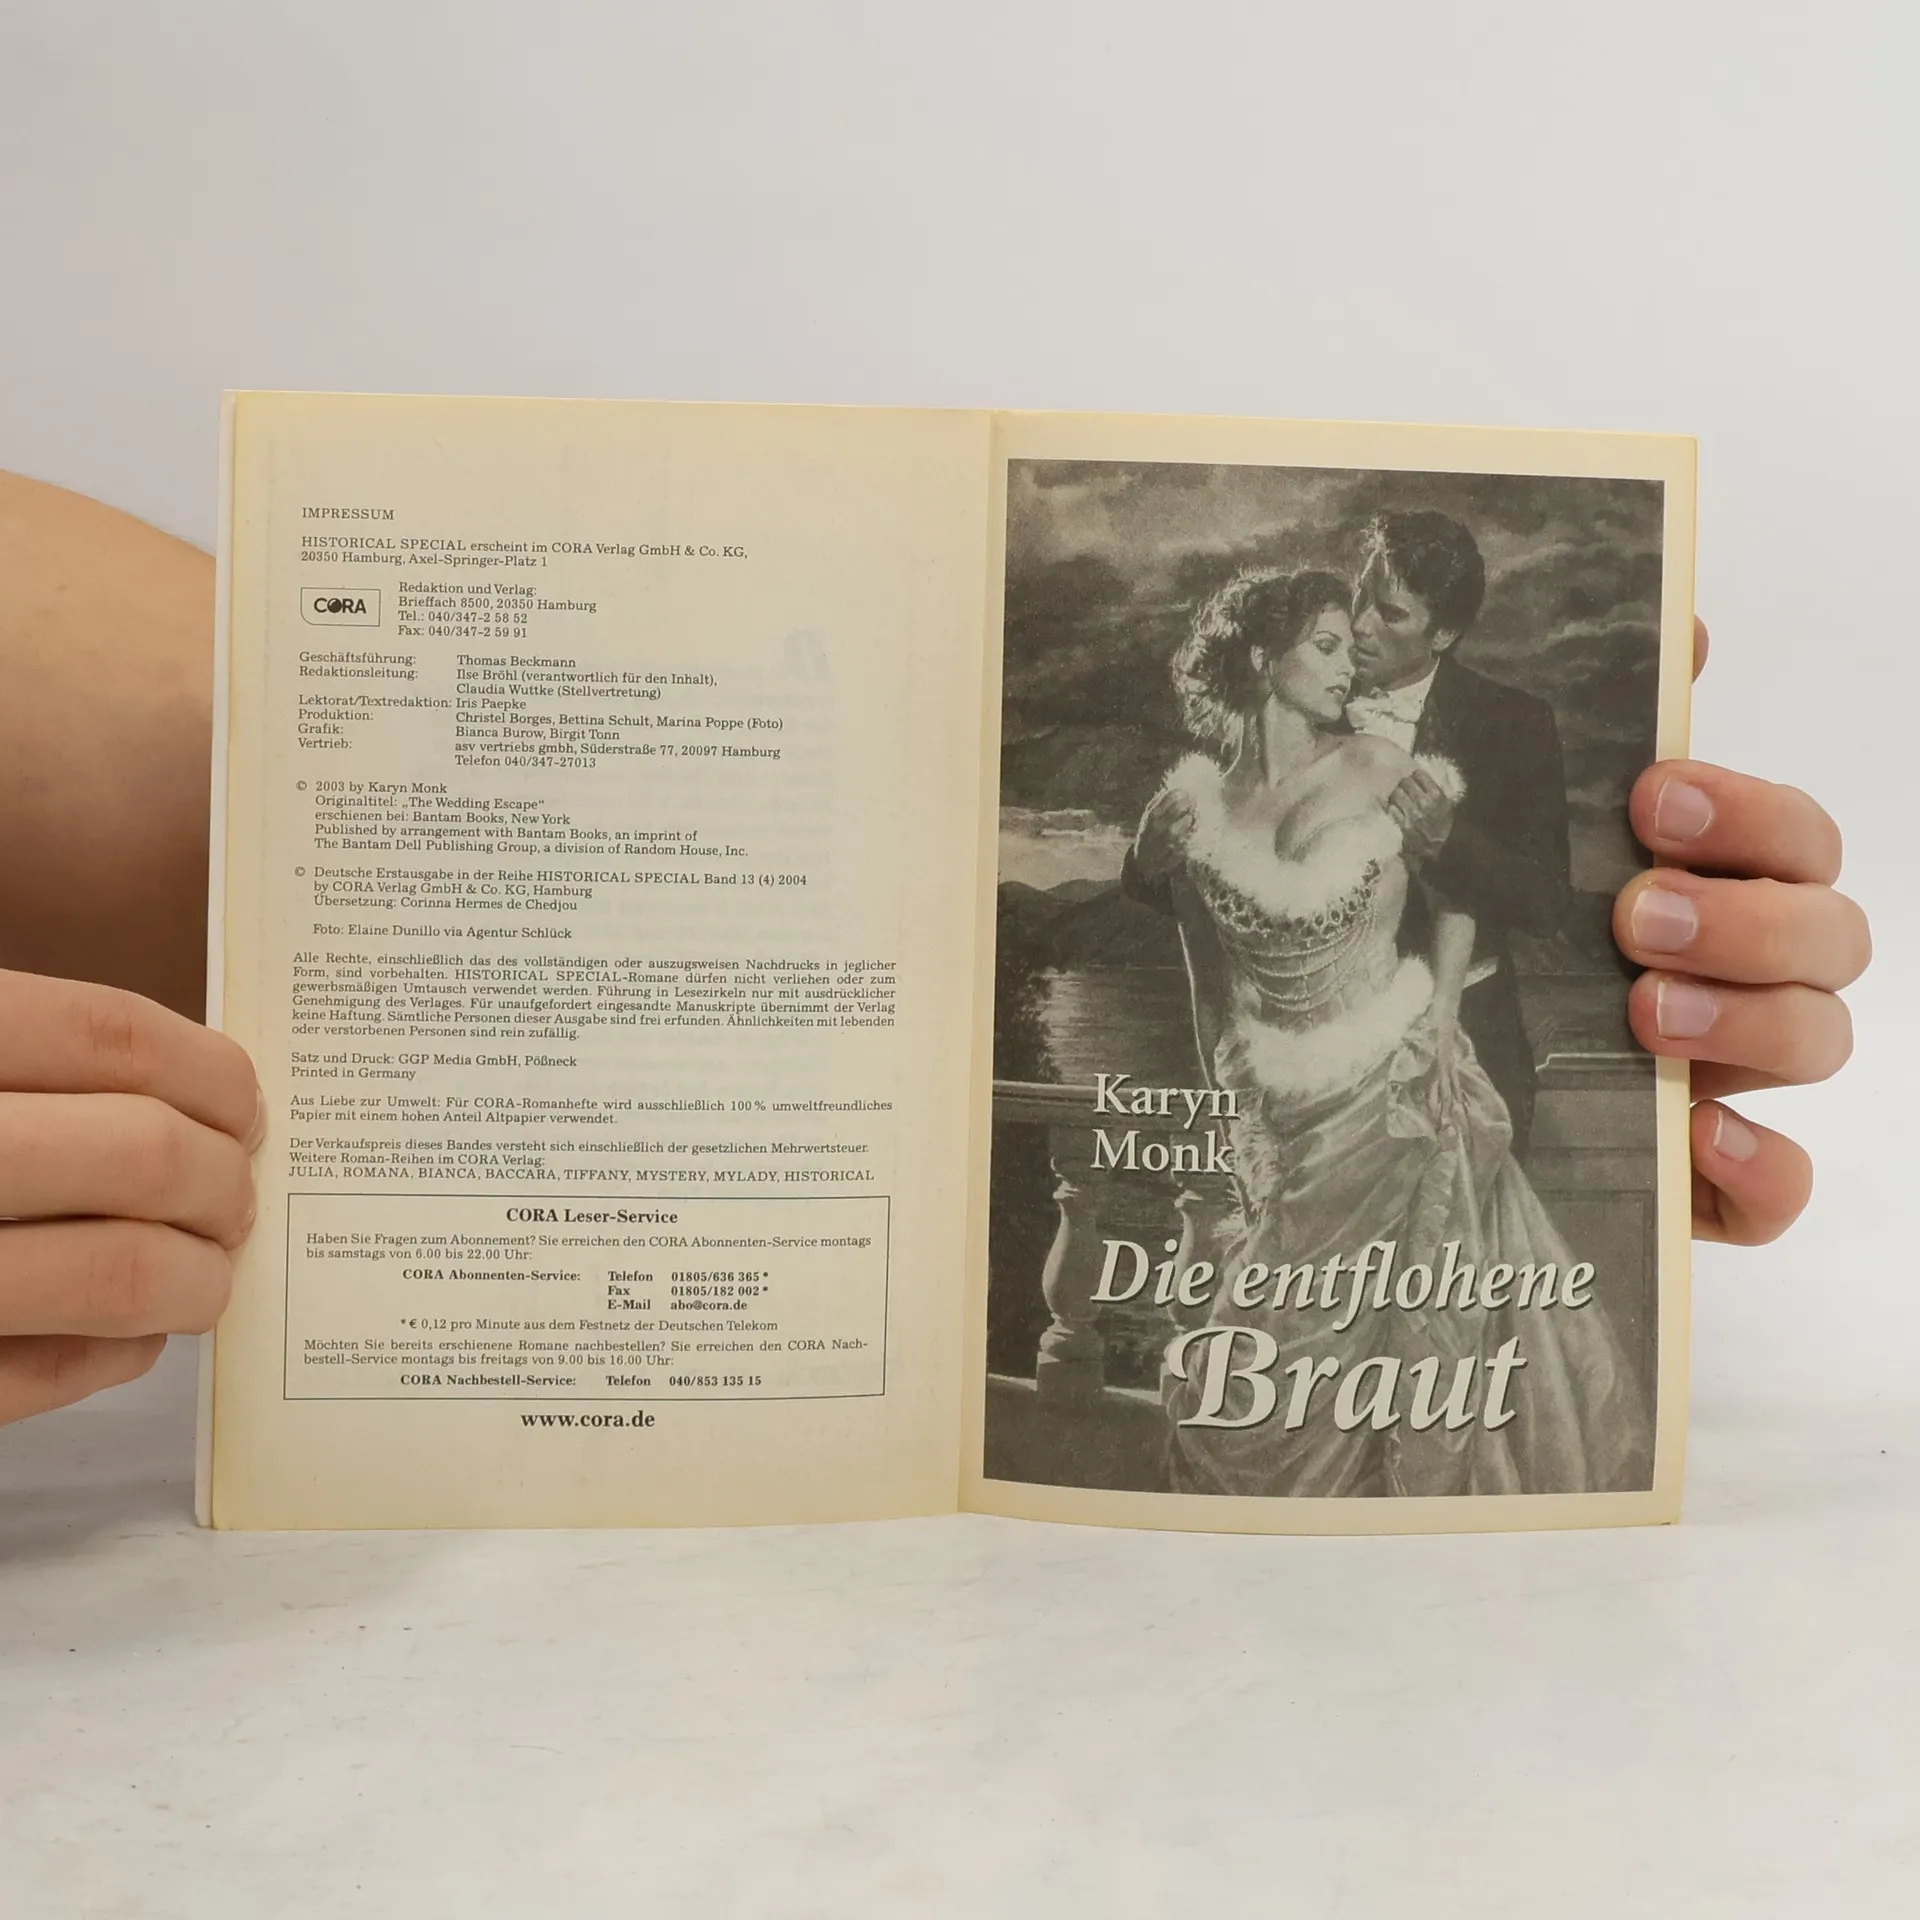 IMPRESSUM
HISTORICAL SPECIAL erscheint im CORA Verlag GmbH & Co. KG,
20350 Hamburg, Axel-Springer-Platz 1
CORA
Redaktion und Verlag:
Brieffach 8500, 20350 Hamburg
Tel.: 040/347-2 58 52
Fax: 040/347-2 59 91
Geschäftsführung: Thomas Beckmann
Redaktionsleitung: Ilse Bröhl (verantwortlich für den Inhalt),
Claudia Wuttke (Stellvertretung)
Lektorat/Textredaktion: Iris Paepke
Produktion: Christel Borges, Bettina Schult, Marina Poppe (Foto)
Grafik: Bianca Burow, Birgit Tonn
Vertrieb: asv vertriebs gmbh, Süderstraße 77, 20097 Hamburg
Telefon 040/347-27013
© 2003 by Karyn Monk
Originaltitel: „The Wedding Escape“
erschienen bei: Bantam Books, New York
Published by arrangement with Bantam Books, an imprint of
The Bantam Dell Publishing Group, a division of Random House, Inc.
© Deutsche Erstausgabe in der Reihe HISTORICAL SPECIAL Band 13 (4) 2004
by CORA Verlag GmbH & Co. KG, Hamburg
Übersetzung: Corinna Hermes de Chedjou
Foto: Elaine Dunillo via Agentur Schlück
Alle Rechte, einschließlich das des vollständigen oder auszugsweisen Nachdrucks in jeglicher
Form, sind vorbehalten. HISTORICAL SPECIAL-Romane dürfen nicht verliehen oder zum
gewerbsmäßigen Umtausch verwendet werden. Führung in Lesezirkeln nur mit ausdrücklicher
Genehmigung des Verlages. Für unaufgefordert eingesandte Manuskripte übernimmt der Verlag
keine Haftung. Sämtliche Personen dieser Ausgabe sind frei erfunden. Ähnlichkeiten mit lebenden
oder verstorbenen Personen sind rein zufällig.
Satz und Druck: GGP Media GmbH, Pößneck
Printed in Germany
Aus Liebe zur Umwelt: Für CORA-Romanhefte wird ausschließlich 100 % umweltfreundliches
Papier mit einem hohen Anteil Altpapier verwendet.
Der Verkaufspreis dieses Bandes versteht sich einschließlich der gesetzlichen Mehrwertsteuer.
Weitere Roman-Reihen im CORA Verlag:
JULIA, ROMANA, BIANCA, BACCARA, TIFFANY, MYSTERY, MYLADY, HISTORICAL
CORA Leser-Service
Haben Sie Fragen zum Abonnement? Sie erreichen den CORA Abonnenten-Service montags
bis samstags von 6.00 bis 22.00 Uhr:
CORA Abonnenten-Service: Telefon 01805/636 365 *
Fax 01805/182 002 *
E-Mail abo@cora.de
* € 0,12 pro Minute aus dem Festnetz der Deutschen Telekom
Möchten Sie bereits erschienene Romane nachbestellen? Sie erreichen den CORA Nach-
bestell-Service montags bis freitags von 9.00 bis 16.00 Uhr:
CORA Nachbestell-Service: Telefon 040/853 135 15
www.cora.de
Karyn
Monk
Die entflohene
Braut